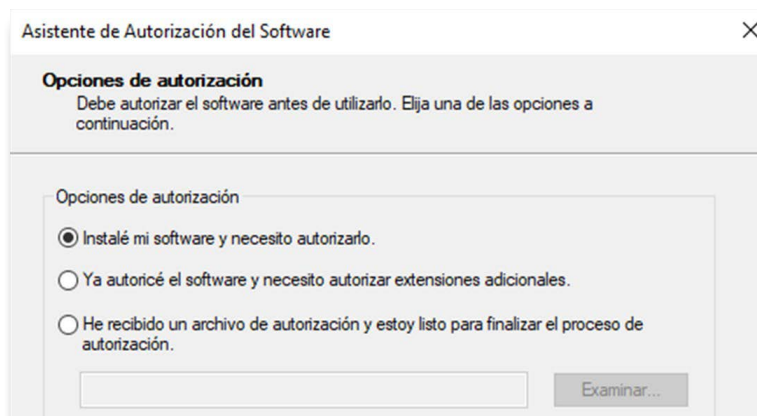 Asistente de Autorización del Software
Opciones de autorización
Debe autorizar el software antes de utilizarlo. Elija una de las opciones a
continuación.
Opciones de autorización
Instalé mi software y necesito autorizarlo.
Ya autoricé el software y necesito autorizar extensiones adicionales.
He recibido un archivo de autorización y estoy listo para finalizar el proceso de
autorización.
Examinar...